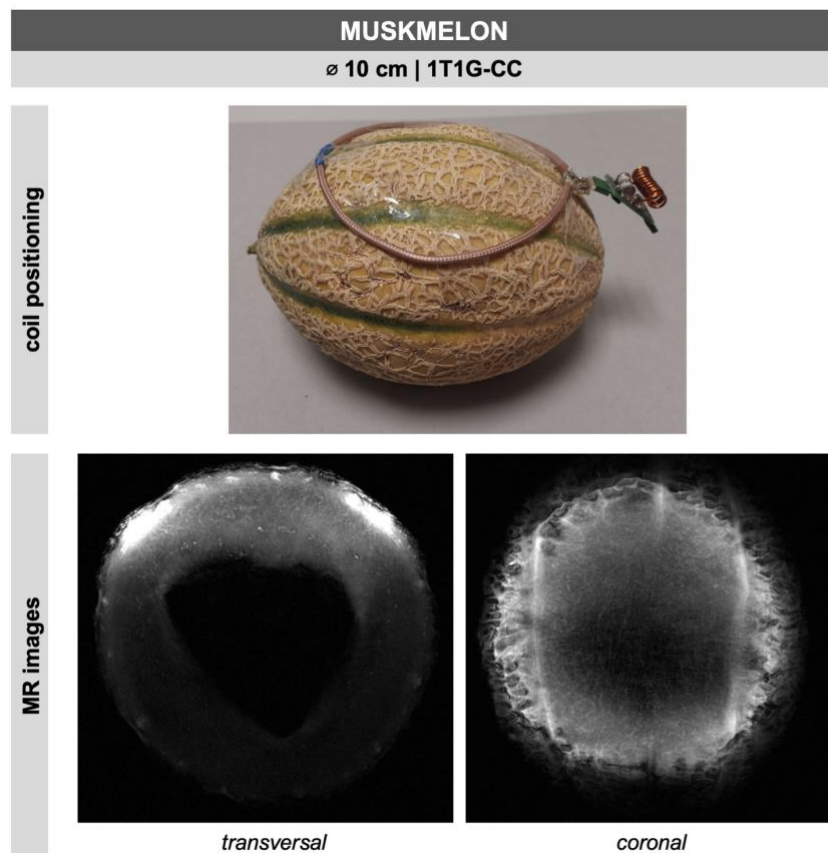 MUSKMELON
⌀ 10 cm | 1T1G-CC
coil positioning
MR images
transversal
coronal